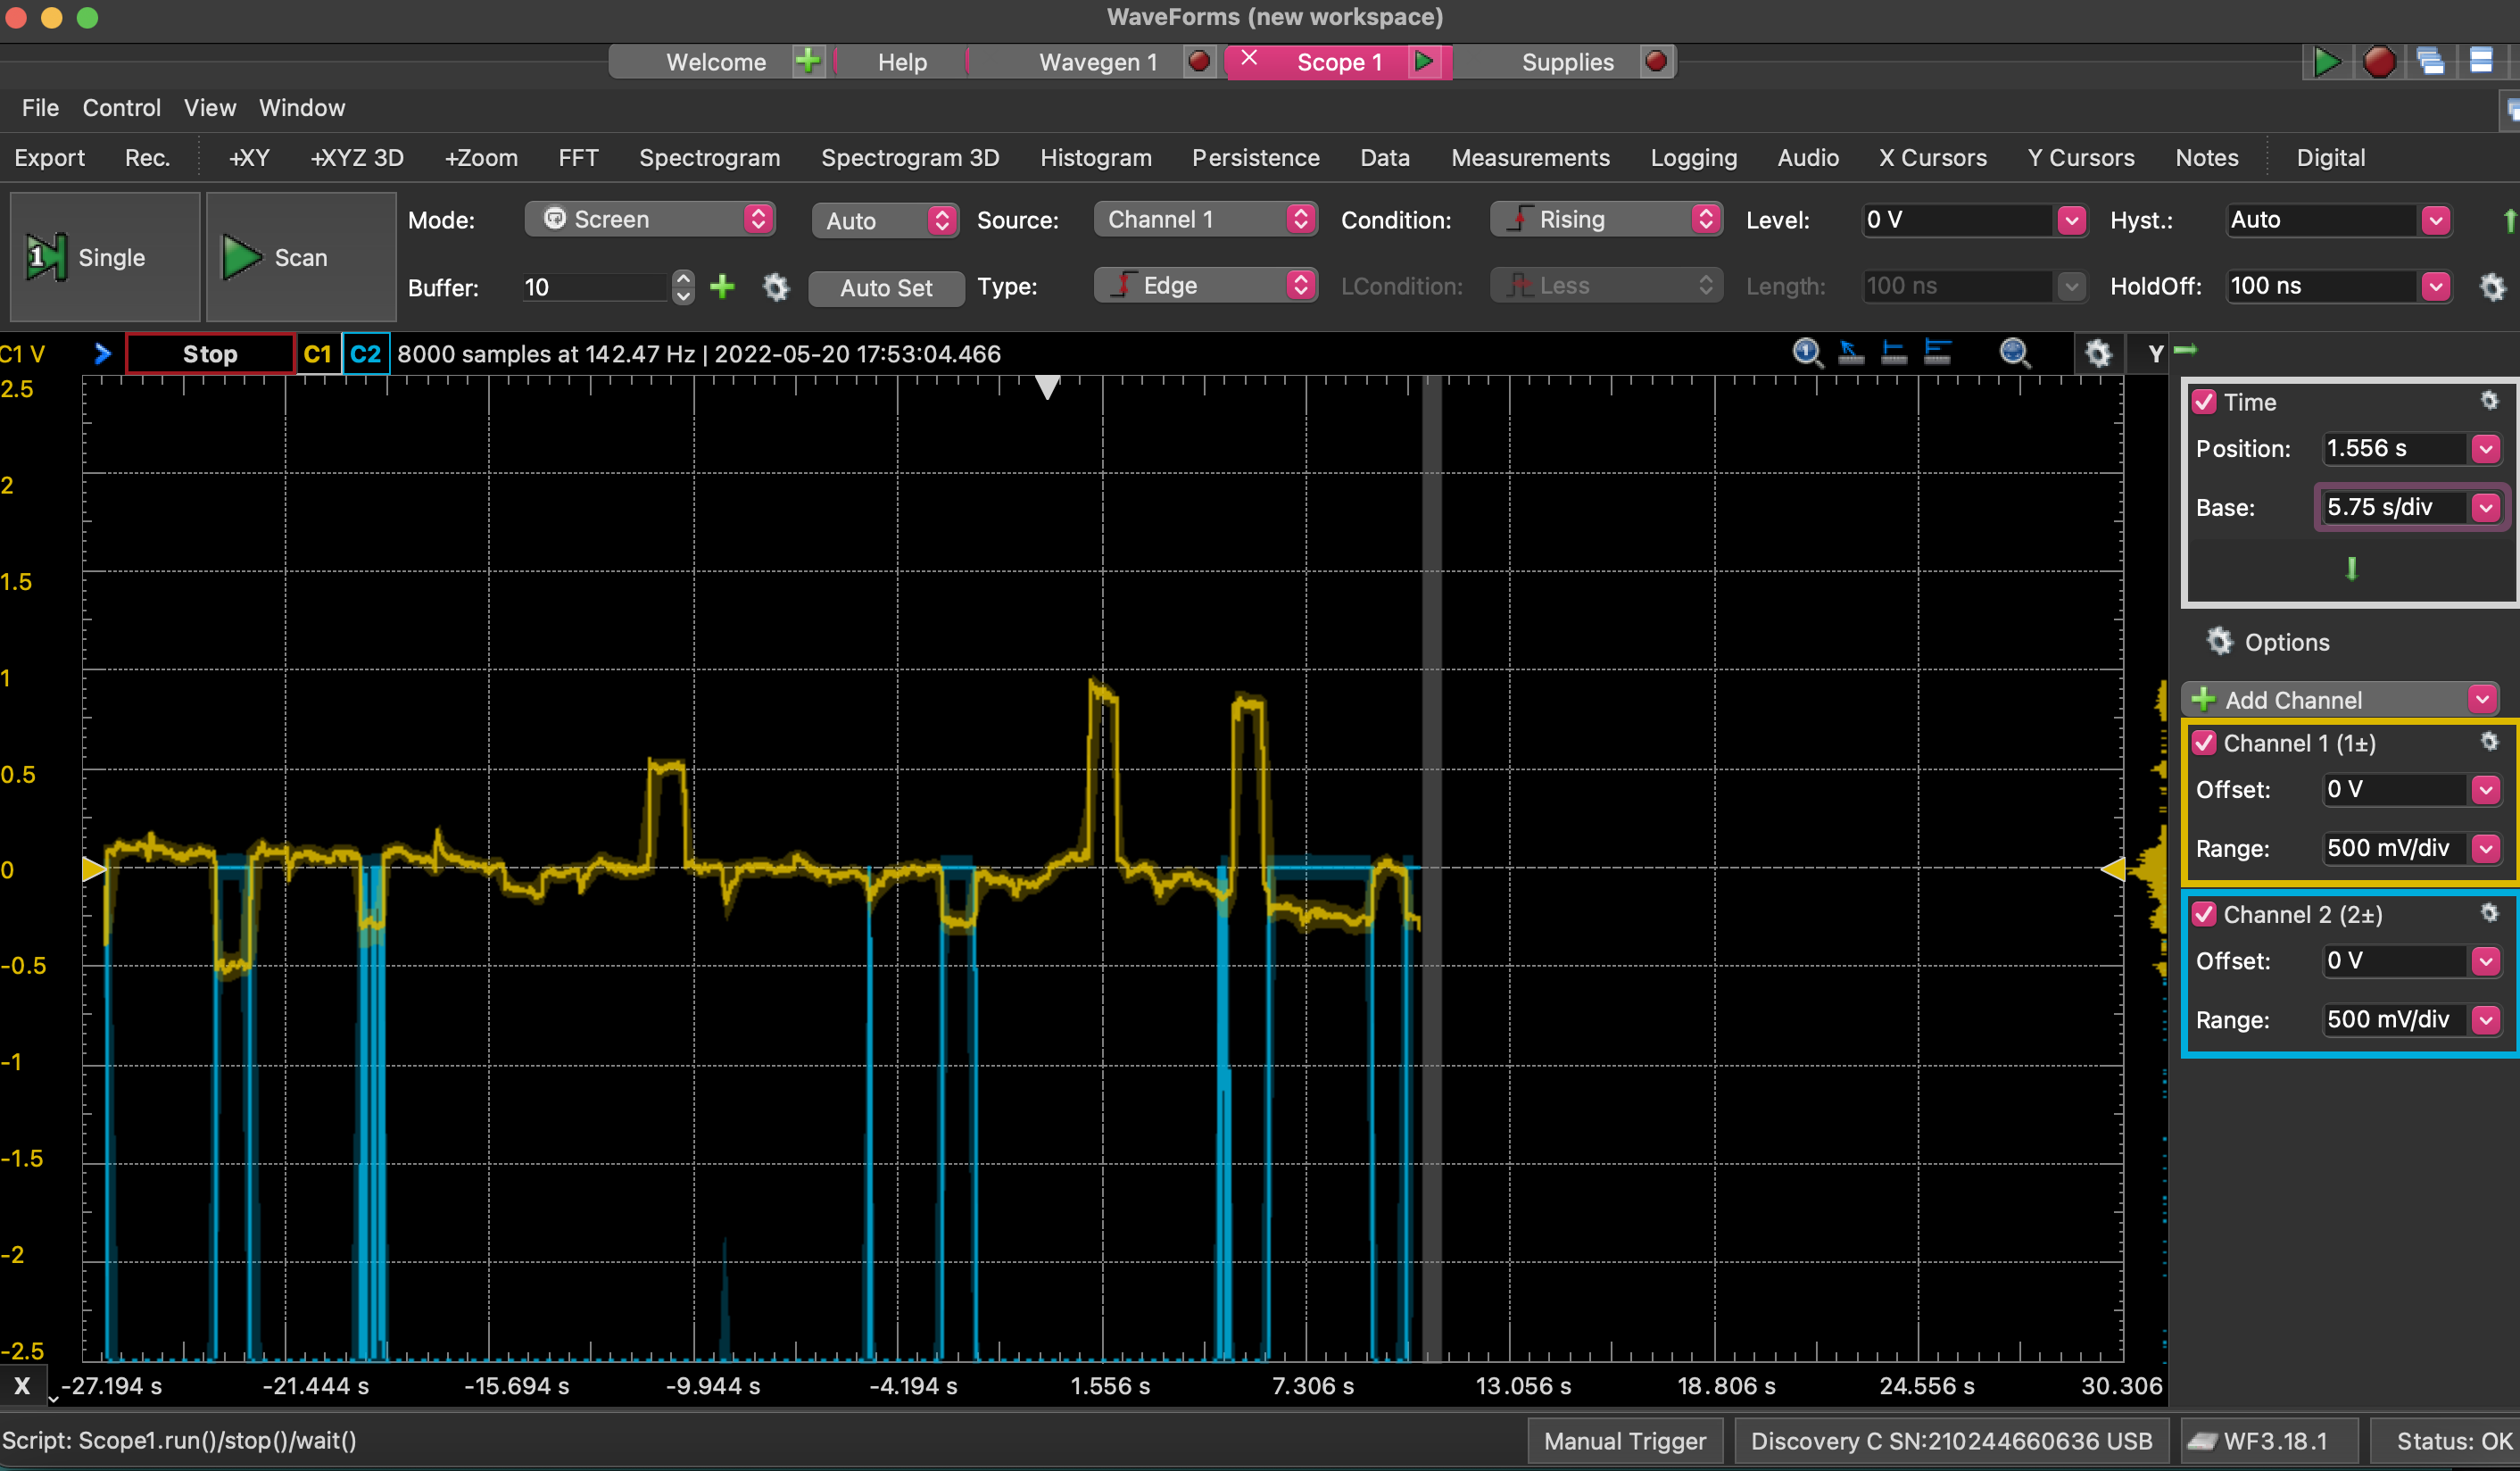 WaveForms (new workspace)
Welcome Help Wavegen 1 Scope 1 Supplies
File Control View Window
Export Rec. +XY +XYZ 3D +Zoom FFT Spectrogram Spectrogram 3D Histogram Persistence Data Measurements Logging Audio X Cursors Y Cursors Notes Digital
1 Single Scan
Mode: Screen Auto Source: Channel 1 Condition: Rising Level: 0 V Hyst.: Auto
Buffer: 10 Auto Set Type: Edge LCondition: Less Length: 100 ns HoldOff: 100 ns
C1 V Stop C1 C2 8000 samples at 142.47 Hz | 2022-05-20 17:53:04.466 1 Y
2.5
2
1.5
1
0.5
0
-0.5
-1
-1.5
-2
-2.5
X -27.194 s -21.444 s -15.694 s -9.944 s -4.194 s 1.556 s 7.306 s 13.056 s 18.806 s 24.556 s 30.306
Time
Position: 1.556 s
Base: 5.75 s/div
Options
Add Channel
Channel 1 (1±)
Offset: 0 V
Range: 500 mV/div
Channel 2 (2±)
Offset: 0 V
Range: 500 mV/div
Script: Scope1.run()/stop()/wait() Manual Trigger Discovery C SN:210244660636 USB WF3.18.1 Status: OK